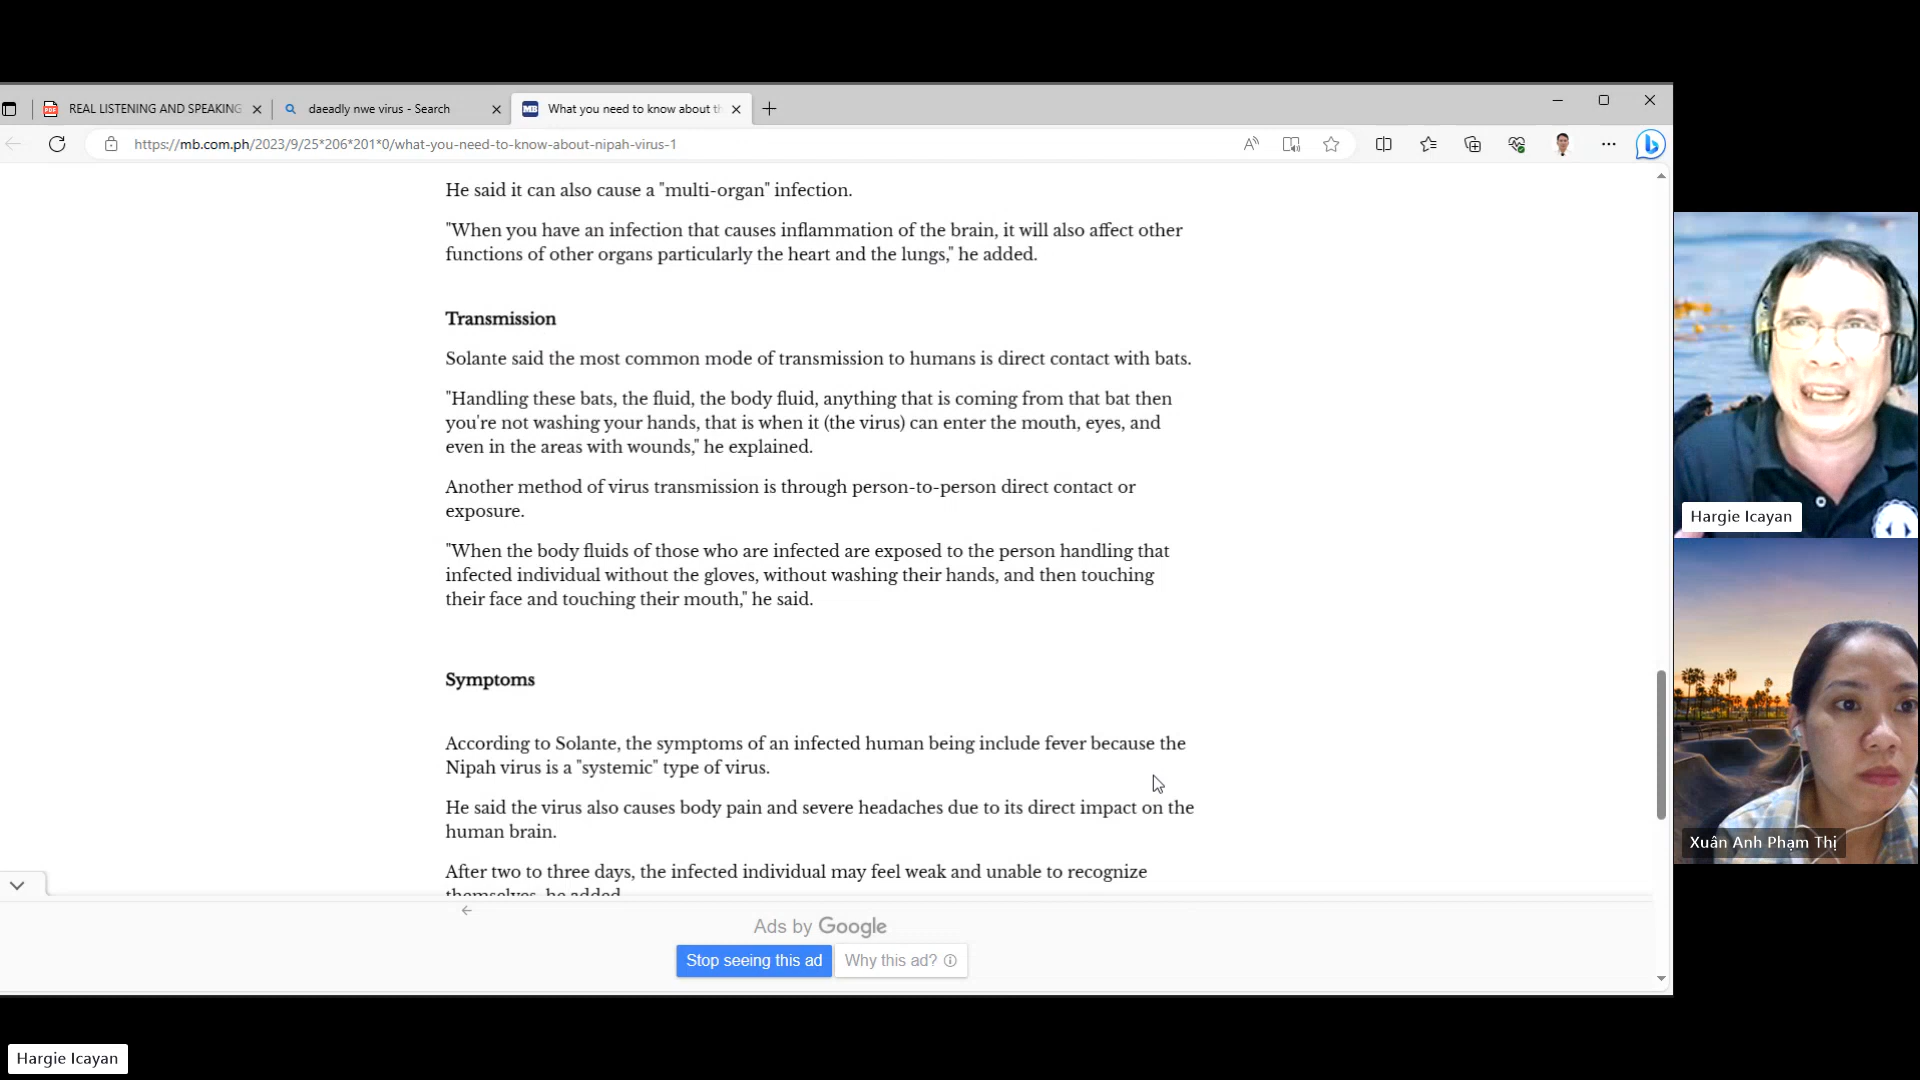 REAL LISTENING AND SPEAKING
daeadly nwe virus - Search
What you need to know about th
https://mb.com.ph/2023/9/25*206*201*0/what-you-need-to-know-about-nipah-virus-1
He said it can also cause a "multi-organ" infection.
"When you have an infection that causes inflammation of the brain, it will also affect other
functions of other organs particularly the heart and the lungs," he added.
Transmission
Solante said the most common mode of transmission to humans is direct contact with bats.
"Handling these bats, the fluid, the body fluid, anything that is coming from that bat then
you're not washing your hands, that is when it (the virus) can enter the mouth, eyes, and
even in the areas with wounds," he explained.
Another method of virus transmission is through person-to-person direct contact or
exposure.
"When the body fluids of those who are infected are exposed to the person handling that
infected individual without the gloves, without washing their hands, and then touching
their face and touching their mouth," he said.
Symptoms
According to Solante, the symptoms of an infected human being include fever because the
Nipah virus is a "systemic" type of virus.
He said the virus also causes body pain and severe headaches due to its direct impact on the
human brain.
After two to three days, the infected individual may feel weak and unable to recognize
themselves, he added.
Ads by Google
Stop seeing this ad
Why this ad?
Hargie Icayan
Xuân Anh Phạm Thị
Hargie Icayan